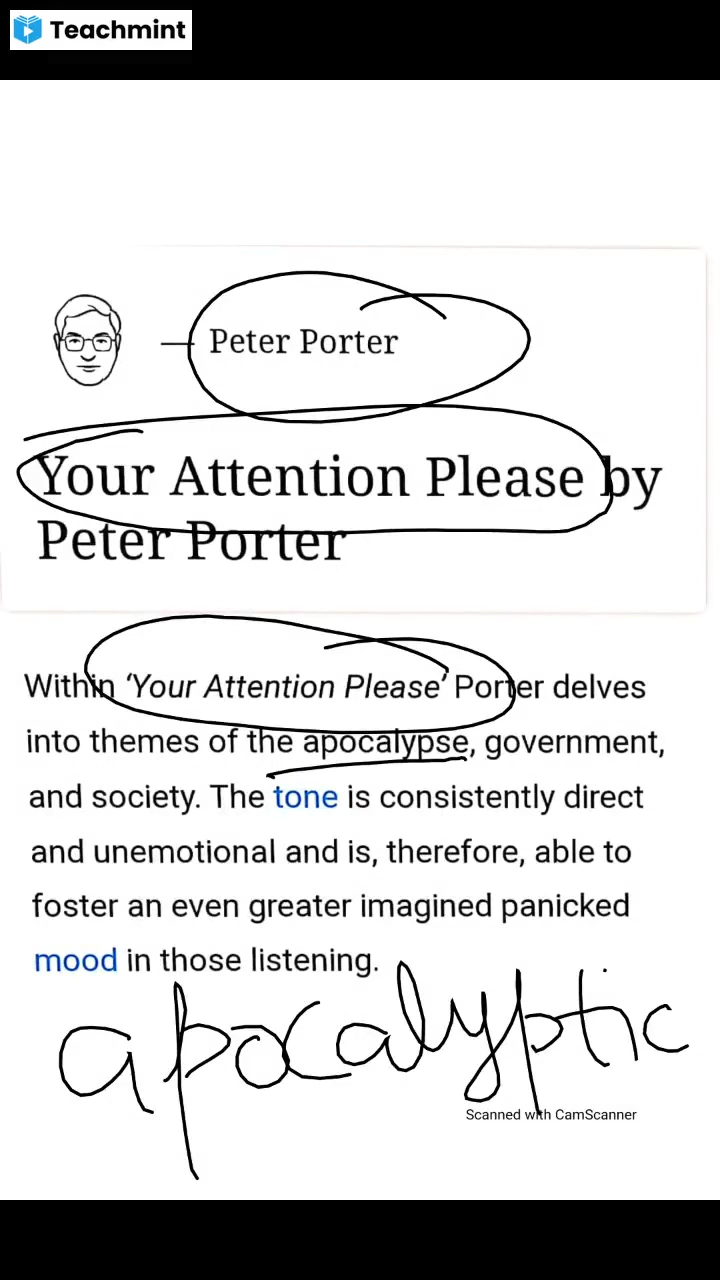 Teachmint
— Peter Porter
Your Attention Please by
Peter Porter
Within ‘Your Attention Please’ Porter delves
into themes of the apocalypse, government,
and society. The tone is consistently direct
and unemotional and is, therefore, able to
foster an even greater imagined panicked
mood in those listening.
apocalyptic
Scanned with CamScanner